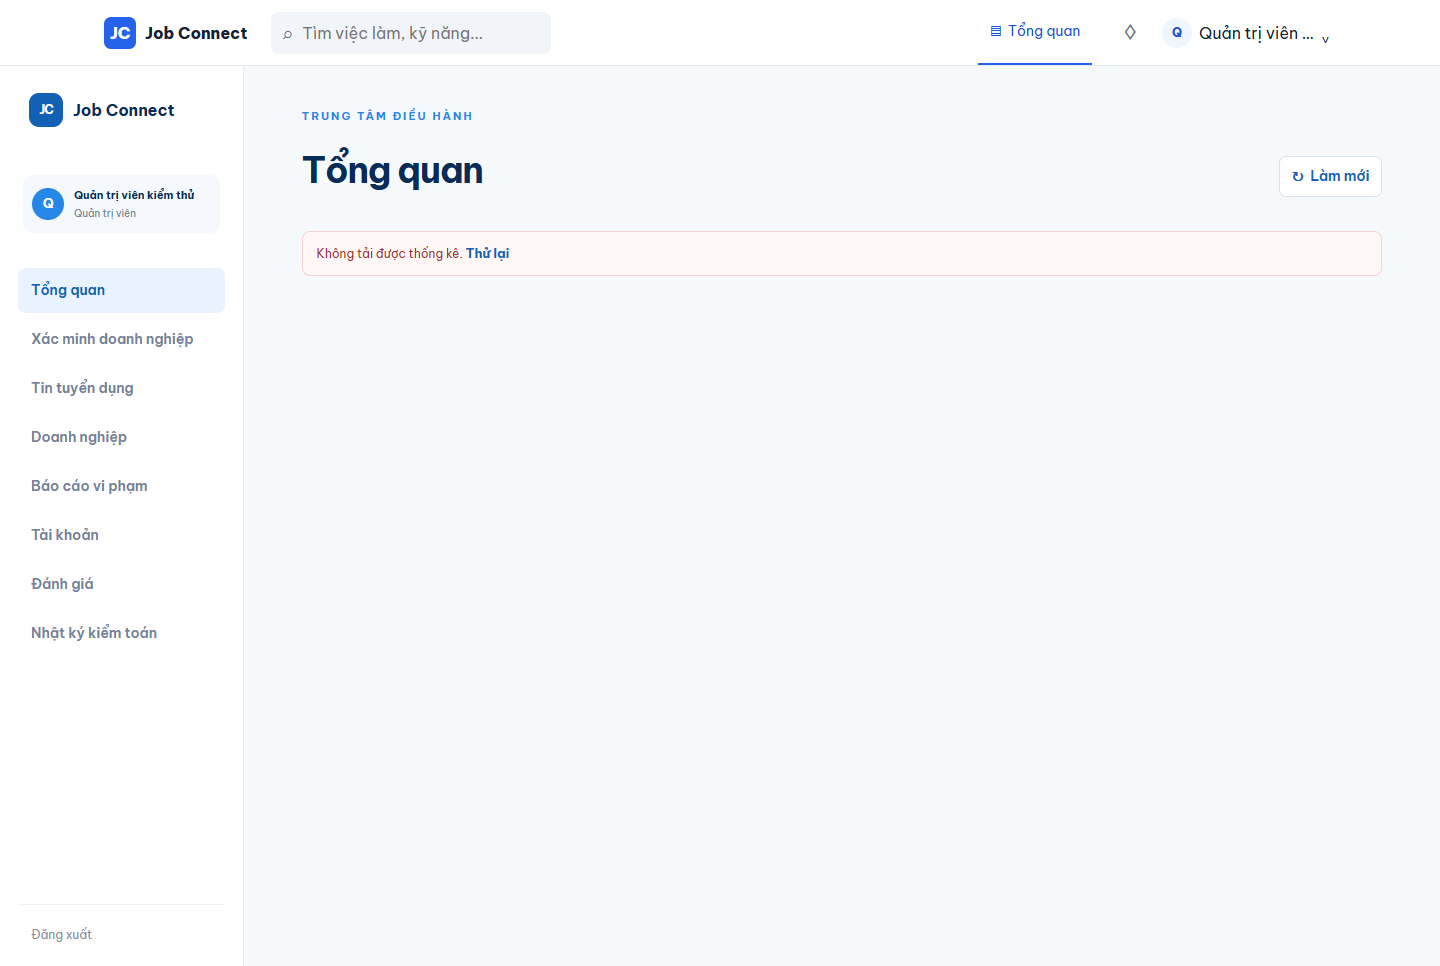 JC Job Connect
Tìm việc làm, kỹ năng...
Tổng quan
Q Quản trị viên ...
JC Job Connect
Q
Quản trị viên kiểm thử
Quản trị viên
Tổng quan
Xác minh doanh nghiệp
Tin tuyển dụng
Doanh nghiệp
Báo cáo vi phạm
Tài khoản
Đánh giá
Nhật ký kiểm toán
Đăng xuất
TRUNG TÂM ĐIỀU HÀNH
Tổng quan
↻ Làm mới
Không tải được thống kê. Thử lại